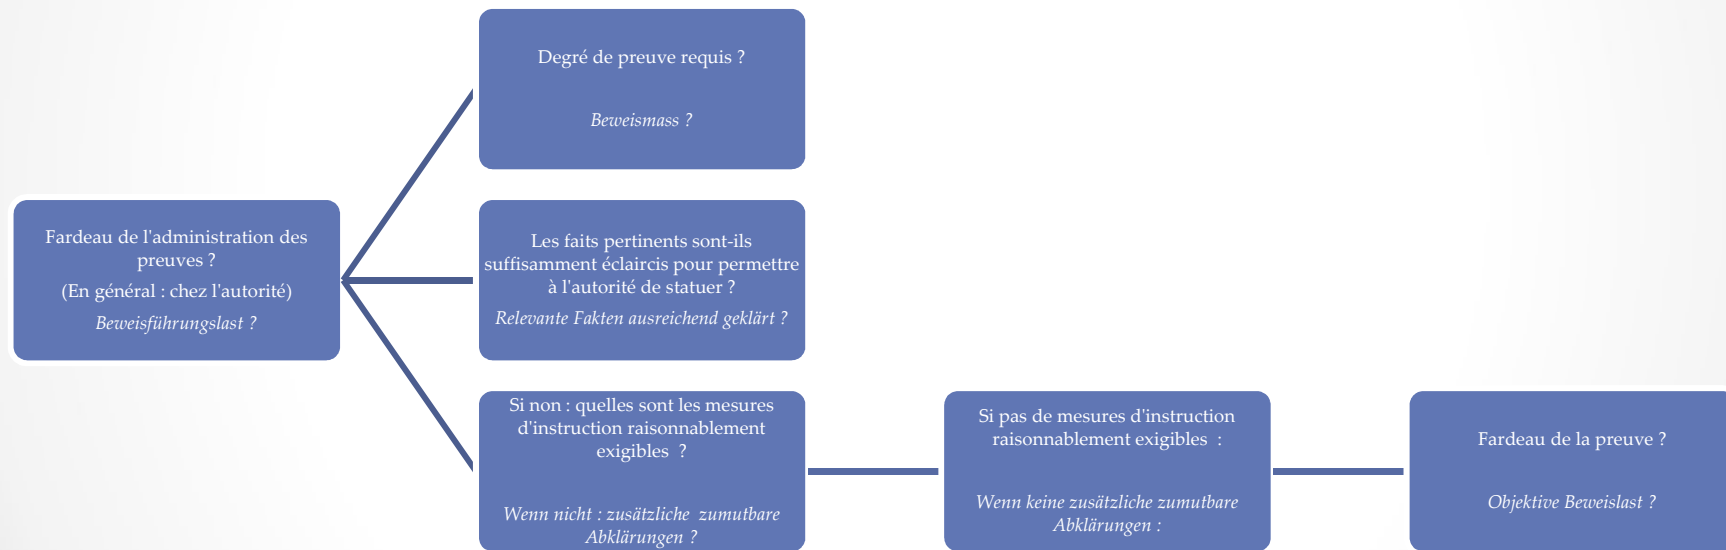 Degré de preuve requis ?
Beweismass ?
Fardeau de l'administration des
preuves ?
(En général : chez l'autorité)
Beweisführungslast ?
Les faits pertinents sont-ils
suffisamment éclaircis pour permettre
à l'autorité de statuer ?
Relevante Fakten ausreichend geklärt ?
Si non : quelles sont les mesures
d'instruction raisonnablement
exigibles  ?
Wenn nicht : zusätzliche  zumutbare
Abklärungen ?
Si pas de mesures d'instruction
raisonnablement exigibles  :
Wenn keine zusätzliche zumutbare
Abklärungen :
Fardeau de la preuve ?
Objektive Beweislast ?